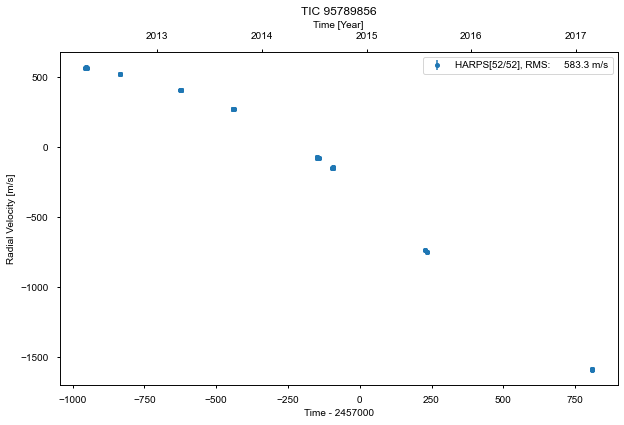 TIC 95789856
Time [Year]
2013 2014 2015 2016 2017
HARPS[52/52], RMS: 583.3 m/s
500
0
−500
−1000
−1500
Radial Velocity [m/s]
−1000 −750 −500 −250 0 250 500 750
Time - 2457000